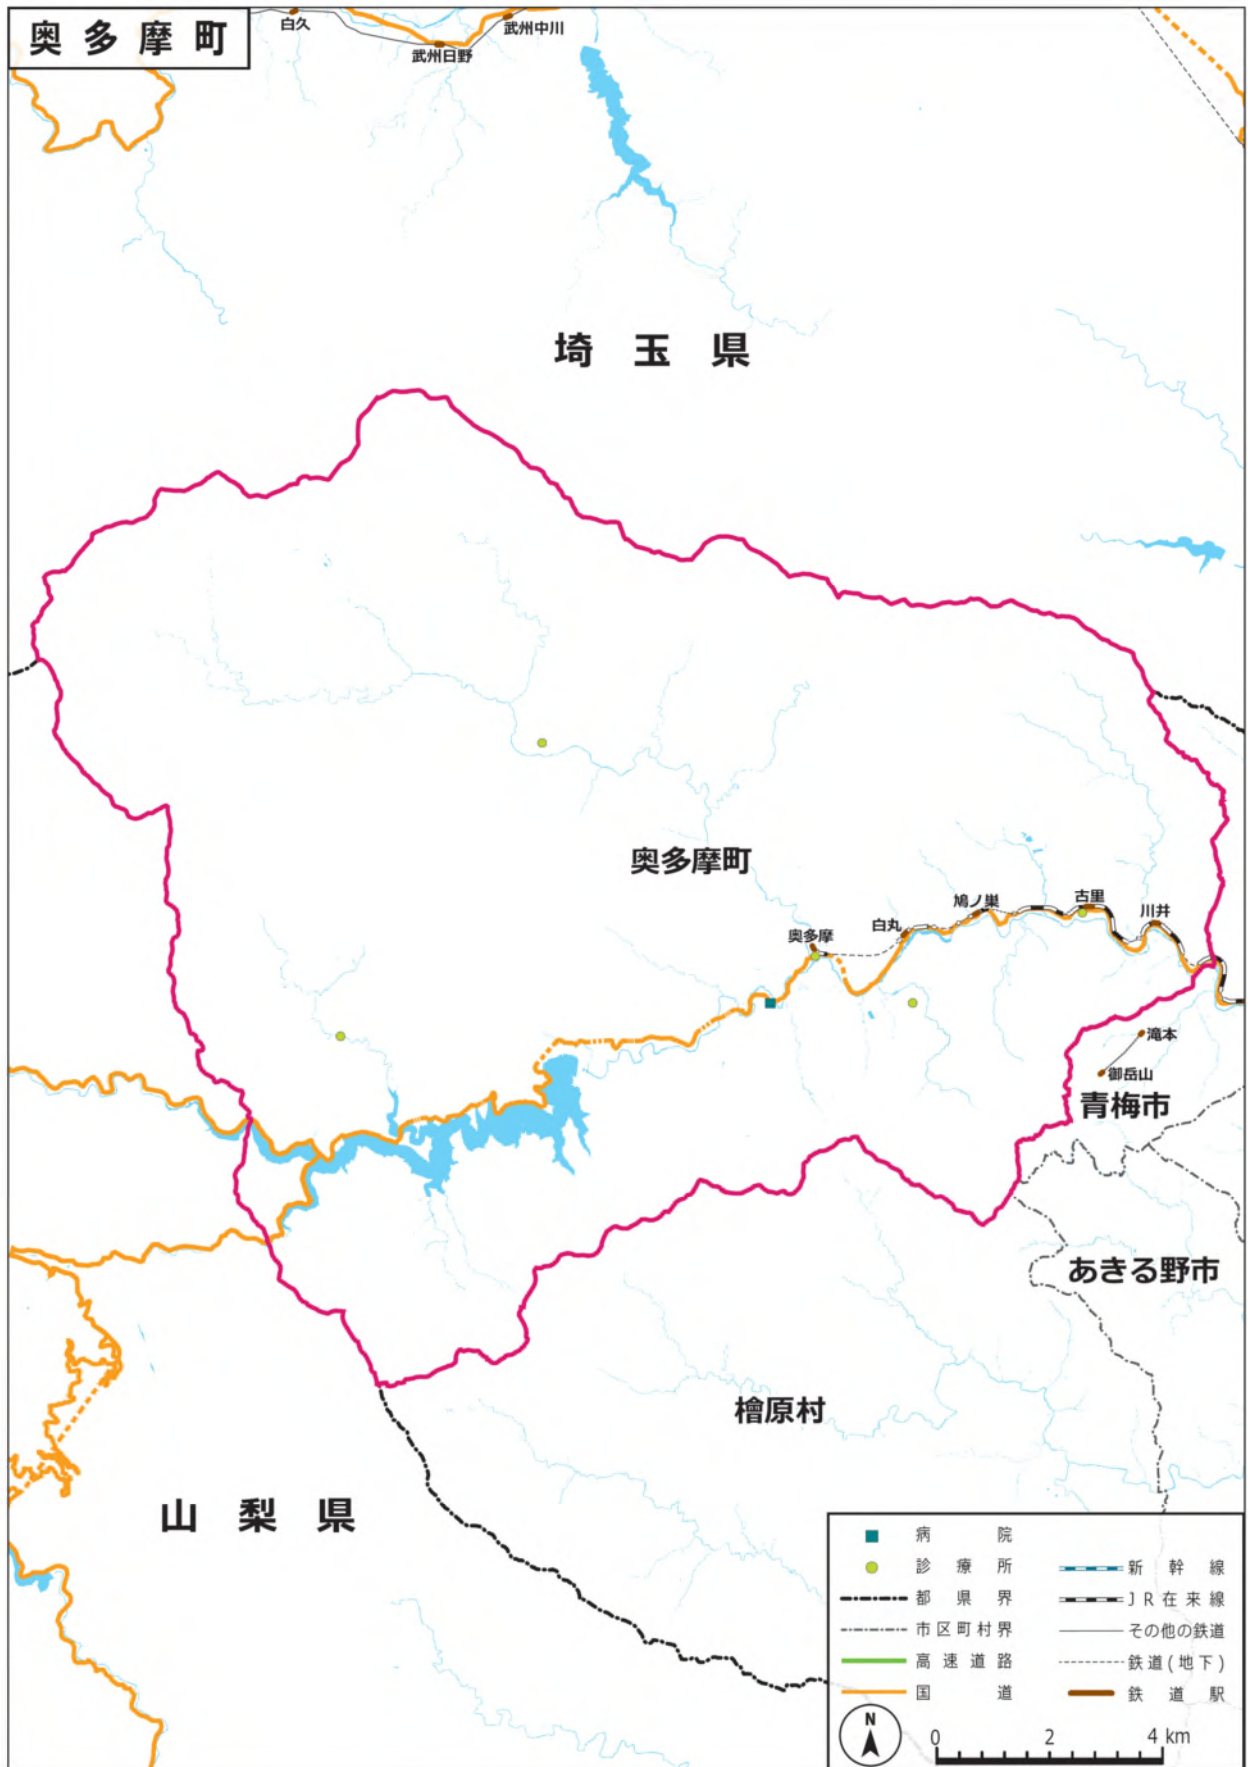 奥多摩町
白久
武州日野
武州中川
埼玉県
奥多摩町
奥多摩
白丸
鳩ノ巣
古里
川井
滝本
御岳山
青梅市
あきる野市
檜原村
山梨県
病院
診療所
都県界
市区町村界
高速道路
国道
新幹線
JR在来線
その他の鉄道
鉄道(地下)
鉄道駅
N
0 2 4 km